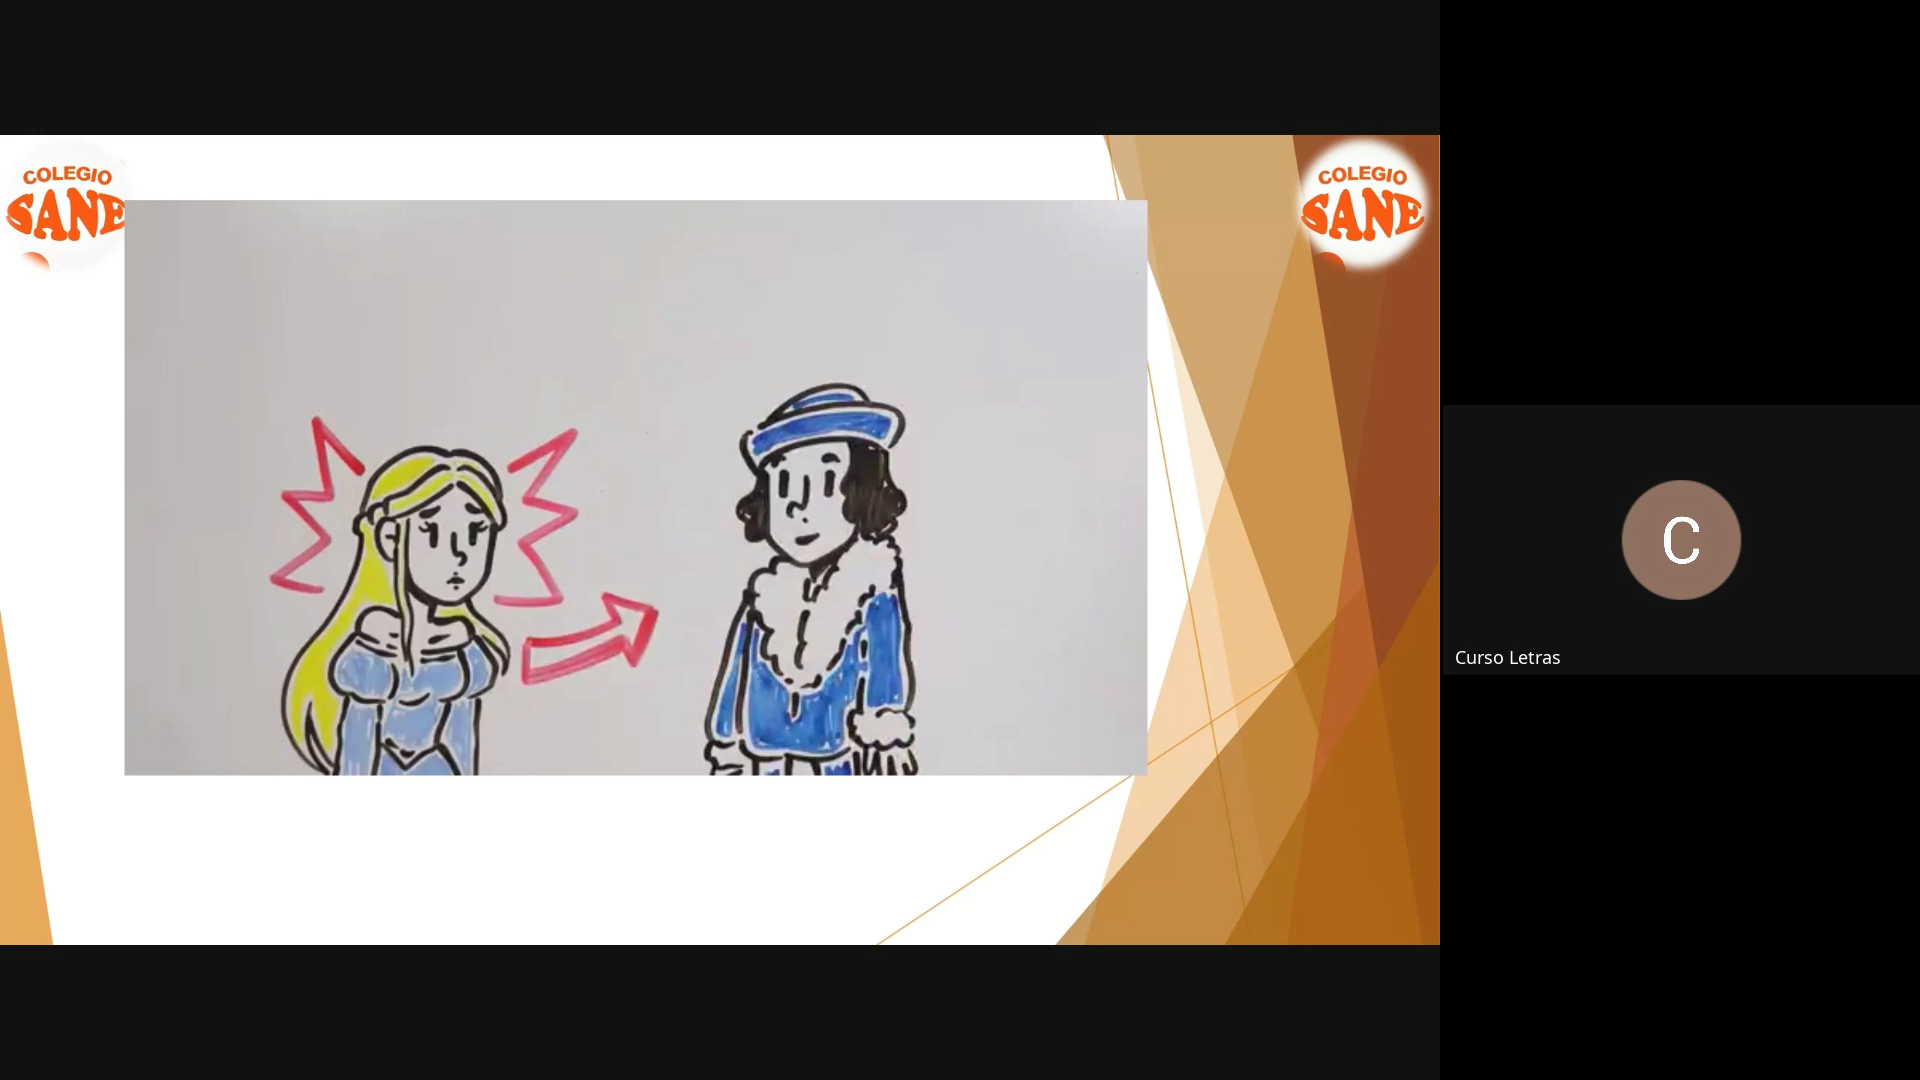 COLEGIO
SANE
COLEGIO
SANE
C
Curso Letras